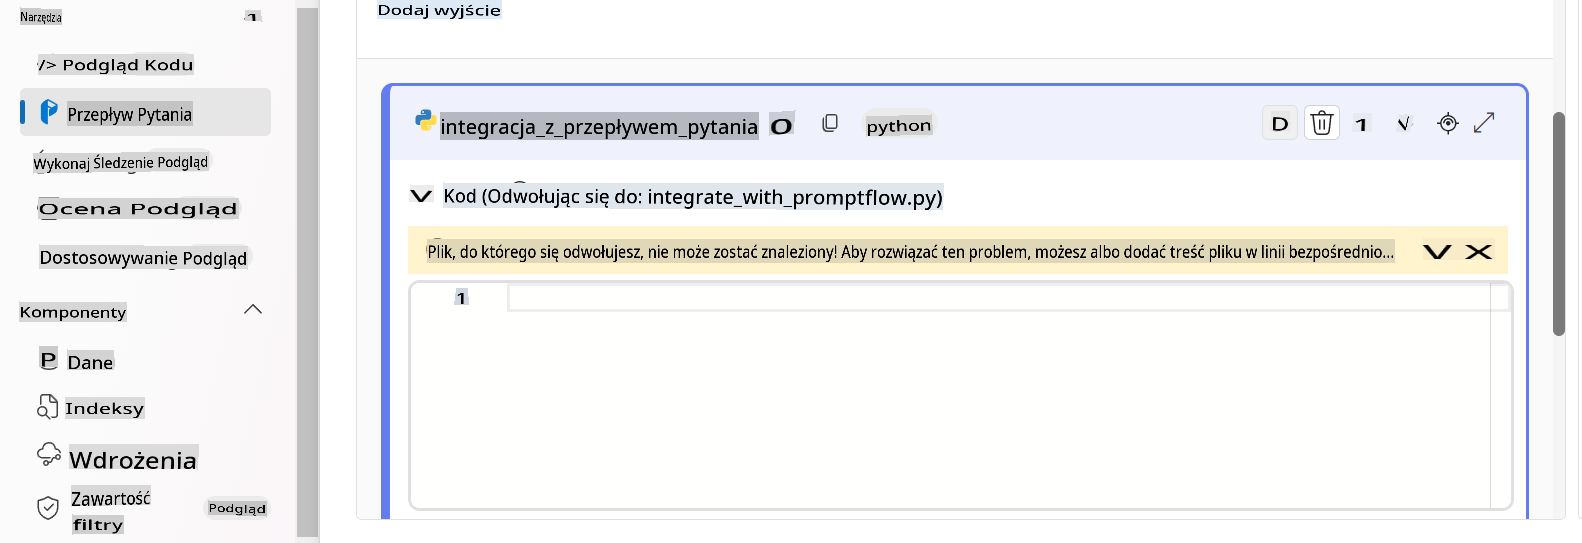 Narzędzia
</> Podgląd Kodu
Przepływ Pytania
Wykonaj Śledzenie Podgląd
Ocena Podgląd
Dostosowywanie Podgląd
Komponenty
P Dane
Indeksy
Wdrożenia
Zawartość
filtry
Podgląd
Dodaj wyjście
integracja_z_przepływem_pytania
python
D
1
Kod (Odwołując się do: integrate_with_promptflow.py)
Plik, do którego się odwołujesz, nie może zostać znaleziony! Aby rozwiązać ten problem, możesz albo dodać treść pliku w linii bezpośrednio...
1